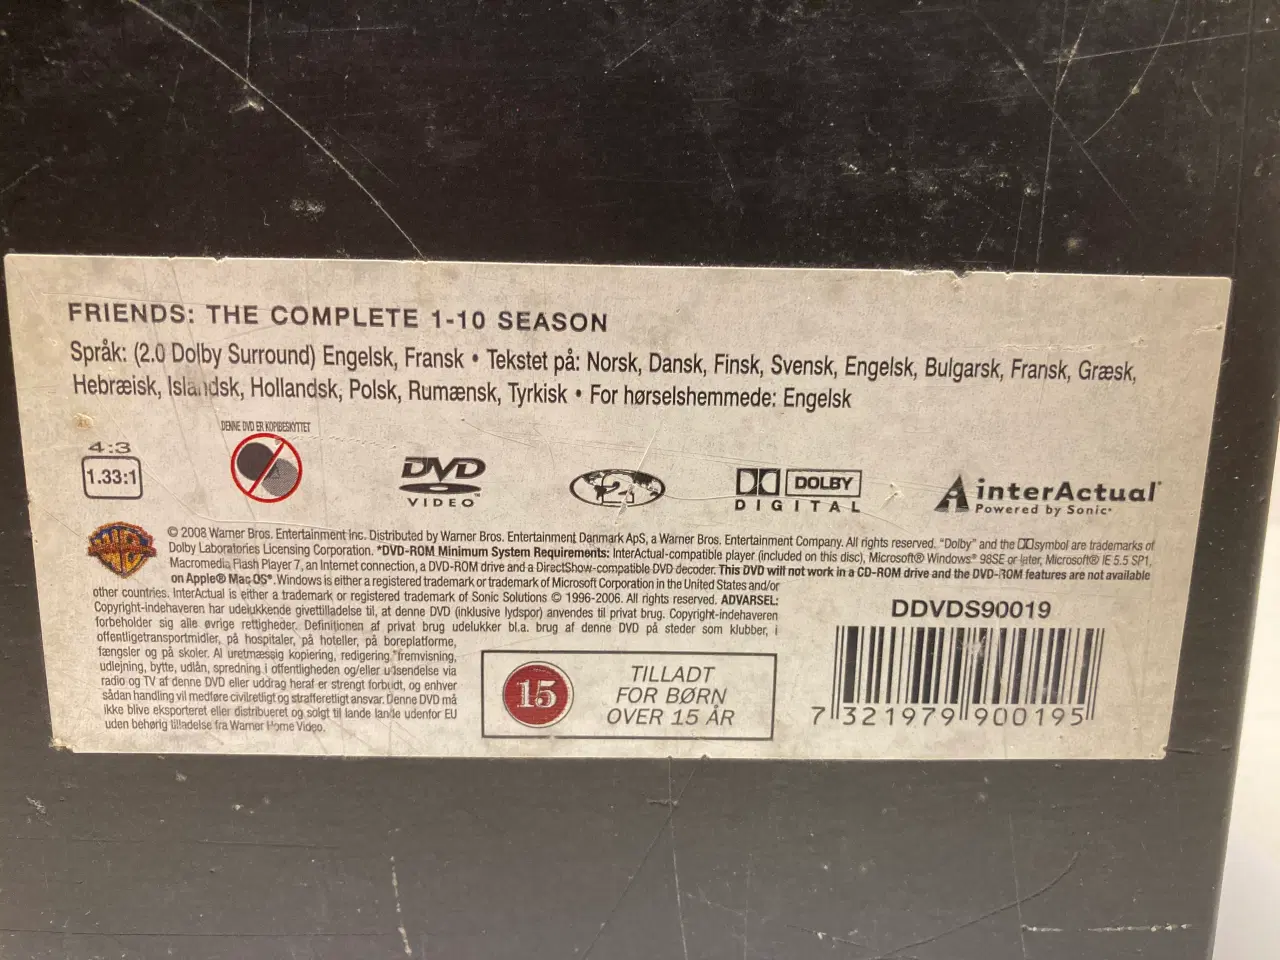 FRIENDS: THE COMPLETE 1-10 SEASON
Språk: (2.0 Dolby Surround) Engelsk, Fransk • Tekstet på: Norsk, Dansk, Finsk, Svensk, Engelsk, Bulgarsk, Fransk, Græsk,
Hebræisk, Islandsk, Hollandsk, Polsk, Rumænsk, Tyrkisk • For hørselshemmede: Engelsk
DENNE DVD ER KOPIBESKYTTET
4:3
1.33:1
DVD
VIDEO™
2
DOLBY
DIGITAL
interActual
Powered by Sonic
WB
© 2008 Warner Bros. Entertainment Inc. Distributed by Warner Bros. Entertainment Danmark ApS, a Warner Bros. Entertainment Company. All rights reserved. "Dolby" and the symbol are trademarks of
Dolby Laboratories Licensing Corporation. *DVD-ROM Minimum System Requirements: InterActual-compatible player (included on this disc), Microsoft® Windows® 98SE or later, Microsoft® IE 5.5 SP1,
Macromedia Flash Player 7, an Internet connection, a DVD-ROM drive and a DirectShow-compatible DVD decoder. This DVD will not work in a CD-ROM drive and the DVD-ROM features are not available
on Apple® Mac OS®. Windows is either a registered trademark or trademark of Microsoft Corporation in the United States and/or
other countries. InterActual is either a trademark or registered trademark of Sonic Solutions © 1996-2006. All rights reserved. ADVARSEL:
Copyright-indehaveren har udelukkende givettilladelse til, at denne DVD (inklusive lydspor) anvendes til privat brug. Copyright-indehaveren
forbeholder sig alle øvrige rettigheder. Definitionen af privat brug udelukker bl.a. brug af denne DVD på steder som klubber, i
offentligetransportmidler, på hospitaler, på hoteller, på boreplatforme,
fængsler og på skoler. Al uretmæssig kopiering, redigering, fremvisning,
udlejning, bytte, udlån, spredning i offentligheden og/eller udsendelse via
radio og TV af denne DVD eller uddrag heraf er strengt forbudt, og enhver
sådan handling vil medføre civilretligt og strafferetligt ansvar. Denne DVD må
ikke blive eksporteret eller distribueret og solgt til lande lande udenfor EU
uden behørig tilladelse fra Warner Home Video.
15
TILLADT
FOR BØRN
OVER 15 ÅR
DDVDS90019
7 321979 900195